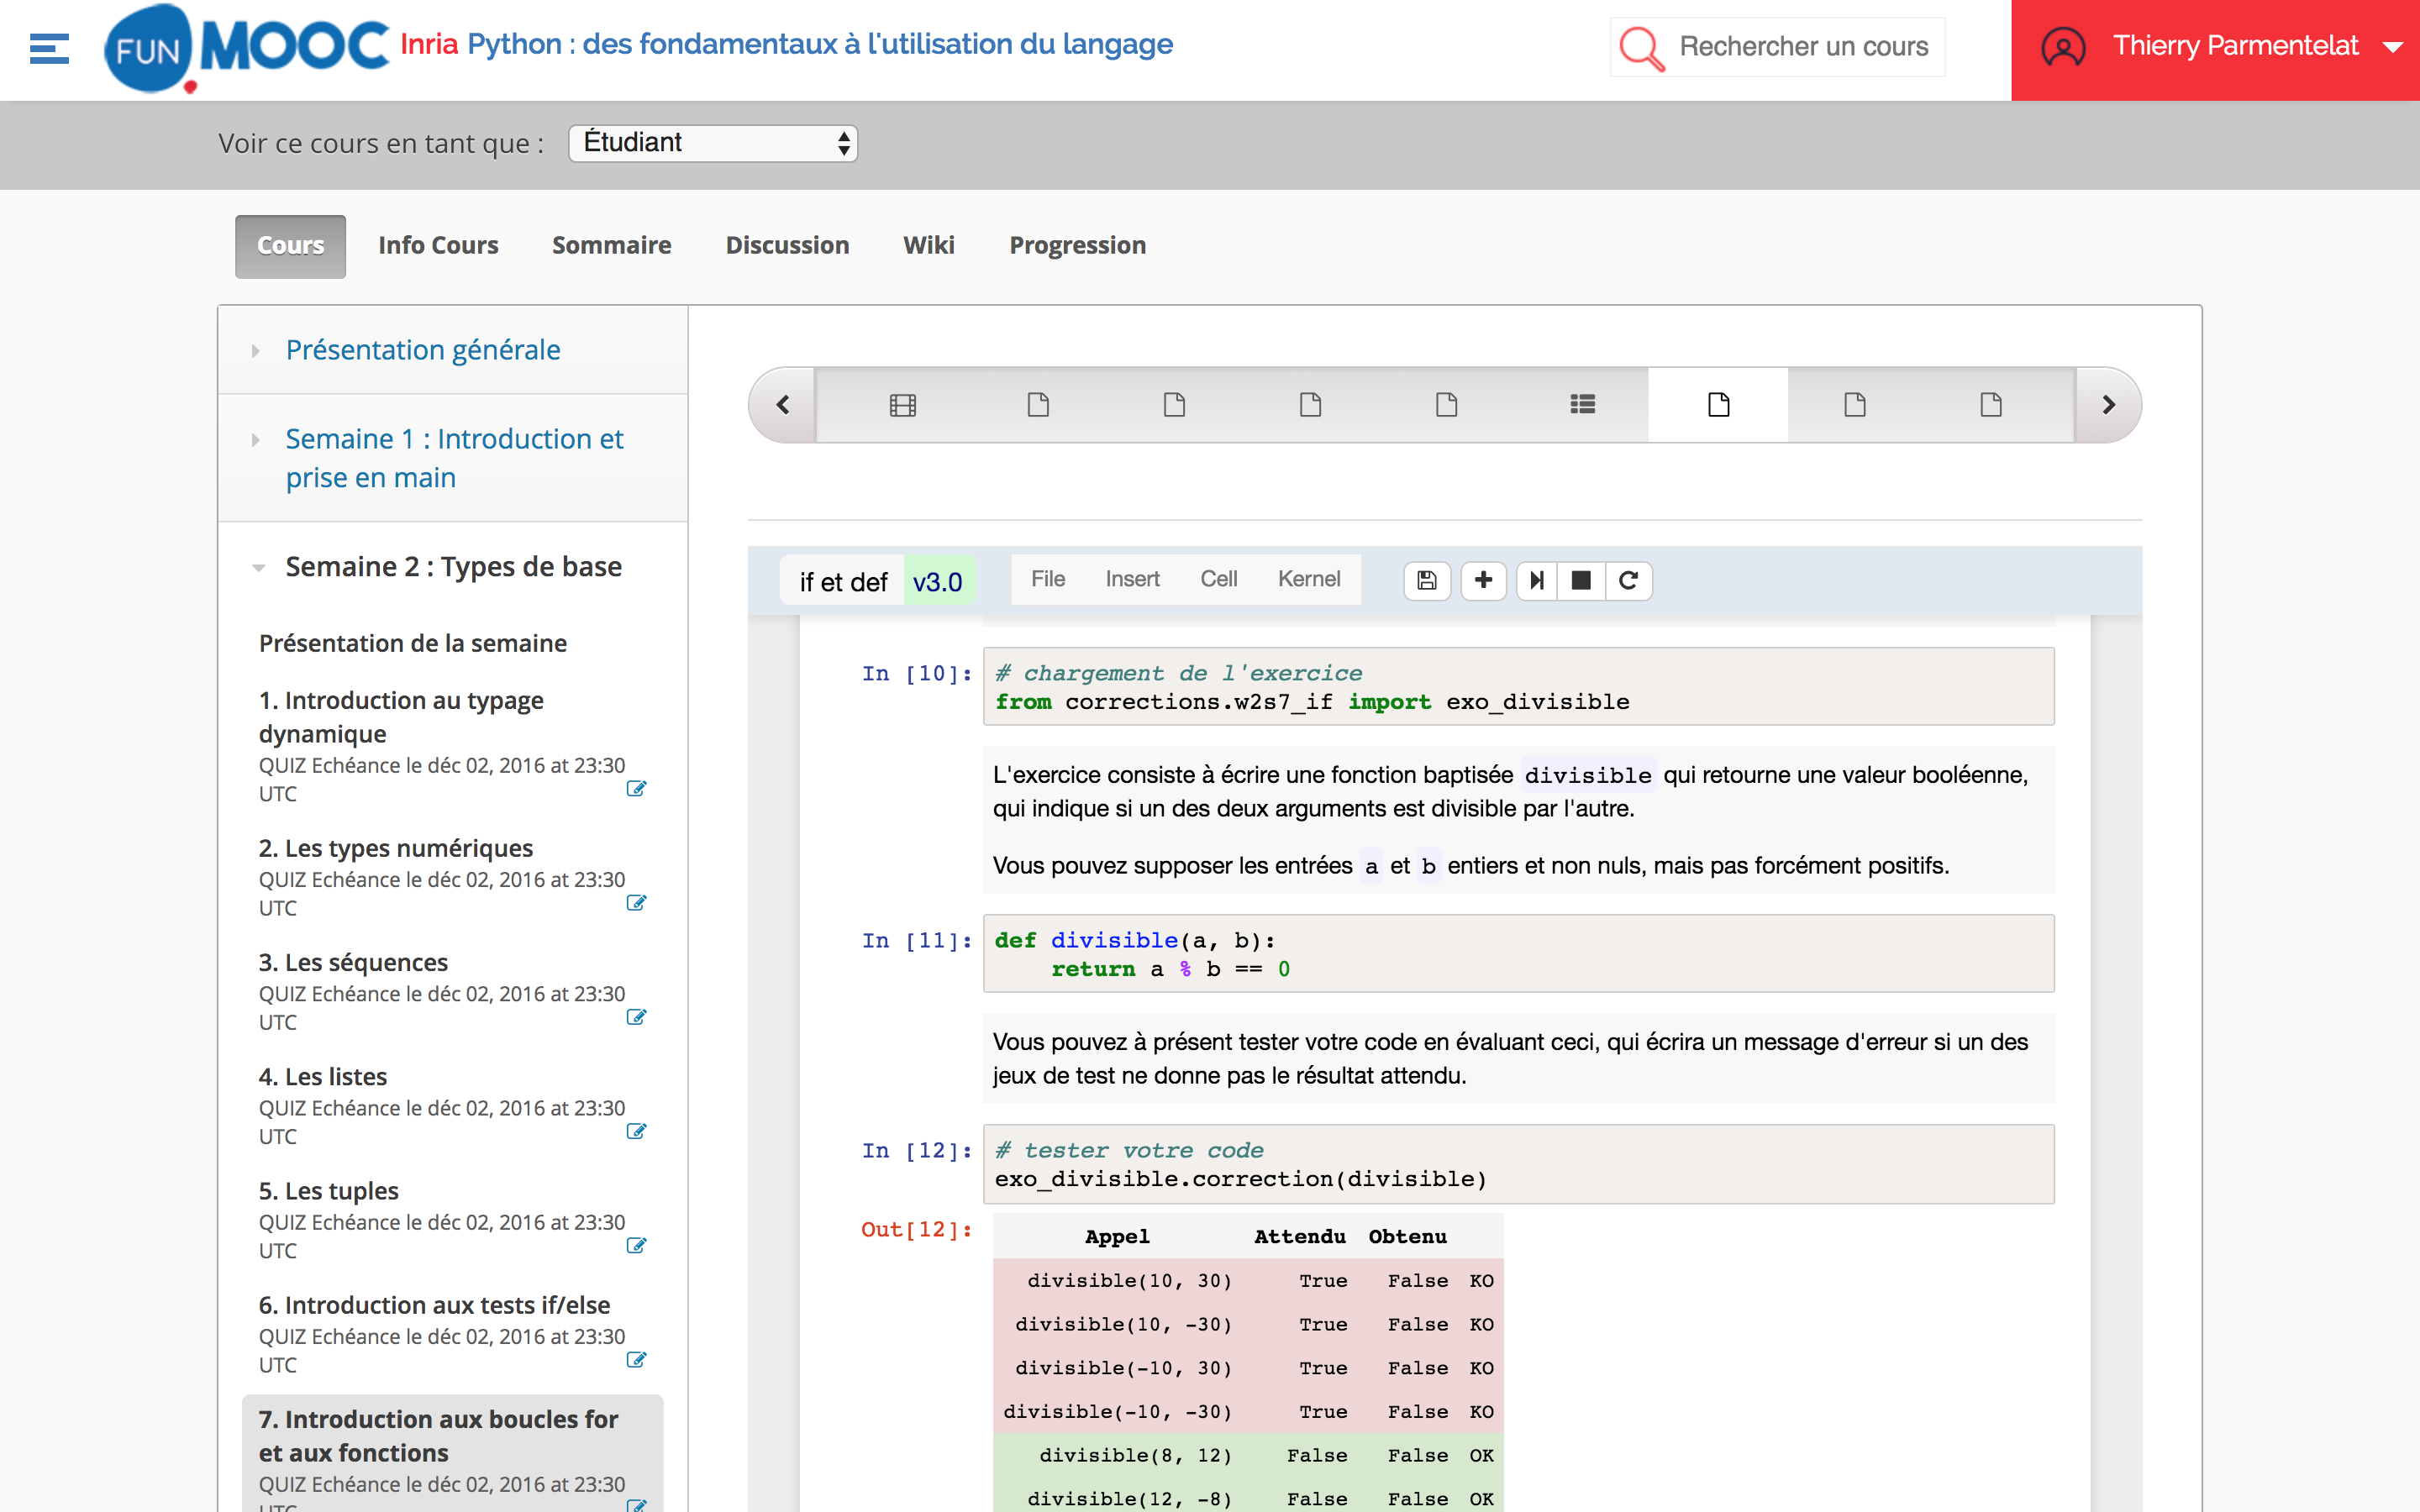 FUN MOOC Inria Python : des fondamentaux à l'utilisation du langage
Rechercher un cours
Thierry Parmentelat
Voir ce cours en tant que : Étudiant
Cours Info Cours Sommaire Discussion Wiki Progression
Présentation générale
Semaine 1 : Introduction et
prise en main
Semaine 2 : Types de base
Présentation de la semaine
1. Introduction au typage
dynamique
QUIZ Echéance le déc 02, 2016 at 23:30
UTC
2. Les types numériques
QUIZ Echéance le déc 02, 2016 at 23:30
UTC
3. Les séquences
QUIZ Echéance le déc 02, 2016 at 23:30
UTC
4. Les listes
QUIZ Echéance le déc 02, 2016 at 23:30
UTC
5. Les tuples
QUIZ Echéance le déc 02, 2016 at 23:30
UTC
6. Introduction aux tests if/else
QUIZ Echéance le déc 02, 2016 at 23:30
UTC
7. Introduction aux boucles for
et aux fonctions
QUIZ Echéance le déc 02, 2016 at 23:30
UTC
if et def v3.0 File Insert Cell Kernel
In [10]: # chargement de l'exercice
from corrections.w2s7_if import exo_divisible
L'exercice consiste à écrire une fonction baptisée divisible qui retourne une valeur booléenne,
qui indique si un des deux arguments est divisible par l'autre.
Vous pouvez supposer les entrées a et b entiers et non nuls, mais pas forcément positifs.
In [11]: def divisible(a, b):
return a % b == 0
Vous pouvez à présent tester votre code en évaluant ceci, qui écrira un message d'erreur si un des
jeux de test ne donne pas le résultat attendu.
In [12]: # tester votre code
exo_divisible.correction(divisible)
Out[12]: Appel Attendu Obtenu
divisible(10, 30) True False KO
divisible(10, -30) True False KO
divisible(-10, 30) True False KO
divisible(-10, -30) True False KO
divisible(8, 12) False False OK
divisible(12, -8) False False OK